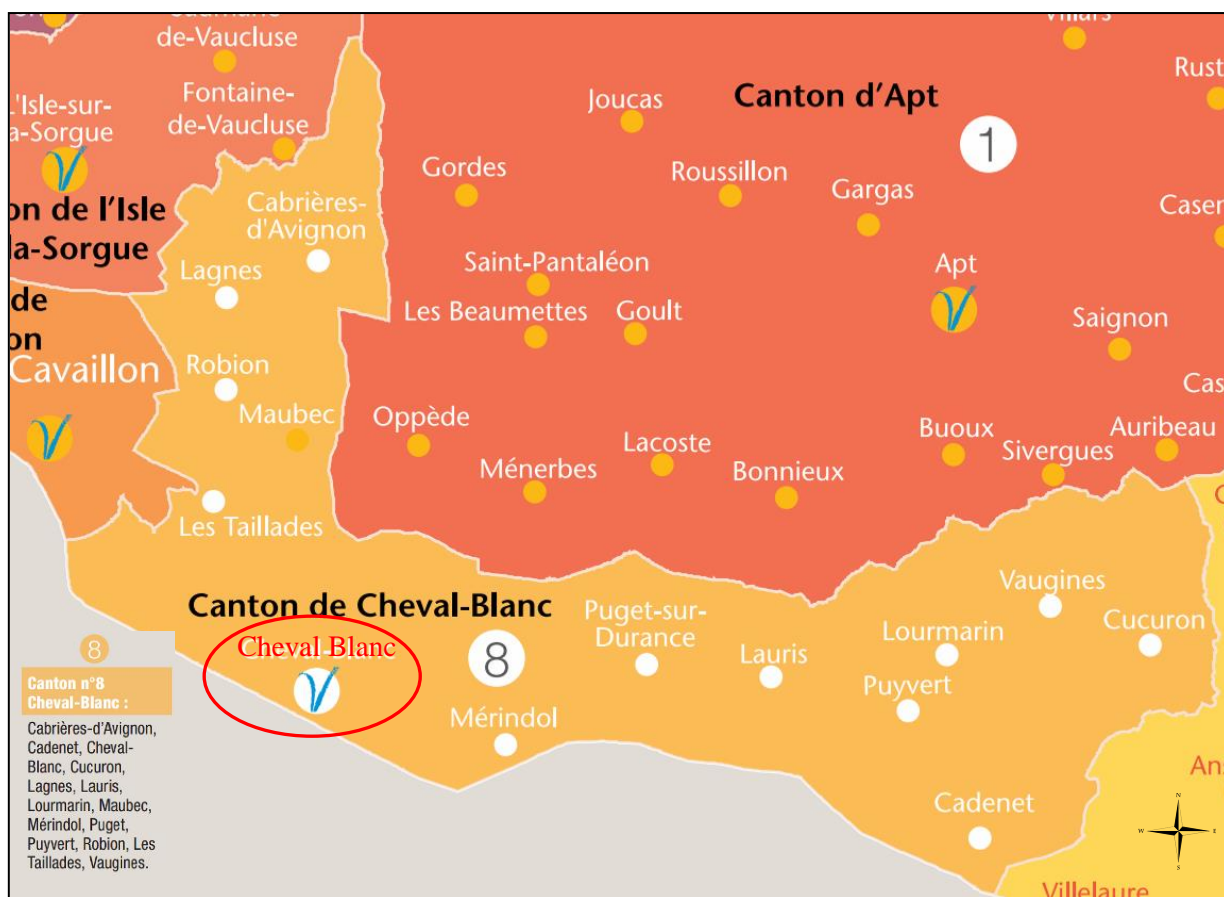 de-Vaucluse
Villars
Rust
L'Isle-sur-
la-Sorgue
Fontaine-
de-Vaucluse
Joucas
Canton d'Apt
1
Gordes
Roussillon
Gargas
on de l'Isle
la-Sorgue
Cabrières-
d'Avignon
Caser
Lagnes
Saint-Pantaléon
Apt
de
on
Les Beaumettes
Goult
Saignon
Cavaillon
Robion
Cas
Maubec
Oppède
Lacoste
Buoux
Auribeau
Ménerbes
Bonnieux
Sivergues
Les Taillades
Vaugines
Canton de Cheval-Blanc
Puget-sur-
Durance
Cucuron
Lourmarin
Cheval Blanc
8
Lauris
Puyvert
Mérindol
8
Canton n°8
Cheval-Blanc :
Cabrières-d'Avignon,
Cadenet, Cheval-
Blanc, Cucuron,
Lagnes, Lauris,
Lourmarin, Maubec,
Mérindol, Puget,
Puyvert, Robion, Les
Taillades, Vaugines.
Ans
Cadenet
N
W
E
S
Villelaure